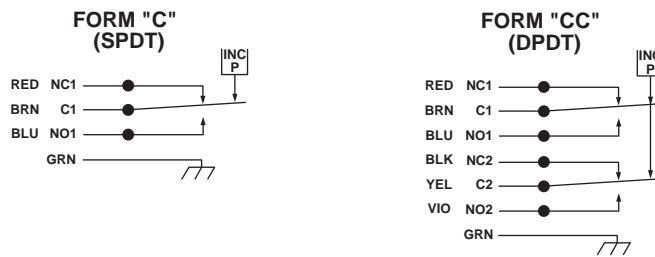 FORM "C"
(SPDT)
INC
P
RED NC1
BRN C1
BLU NO1
GRN
FORM "CC"
(DPDT)
INC
P
RED NC1
BRN C1
BLU NO1
BLK NC2
YEL C2
VIO NO2
GRN